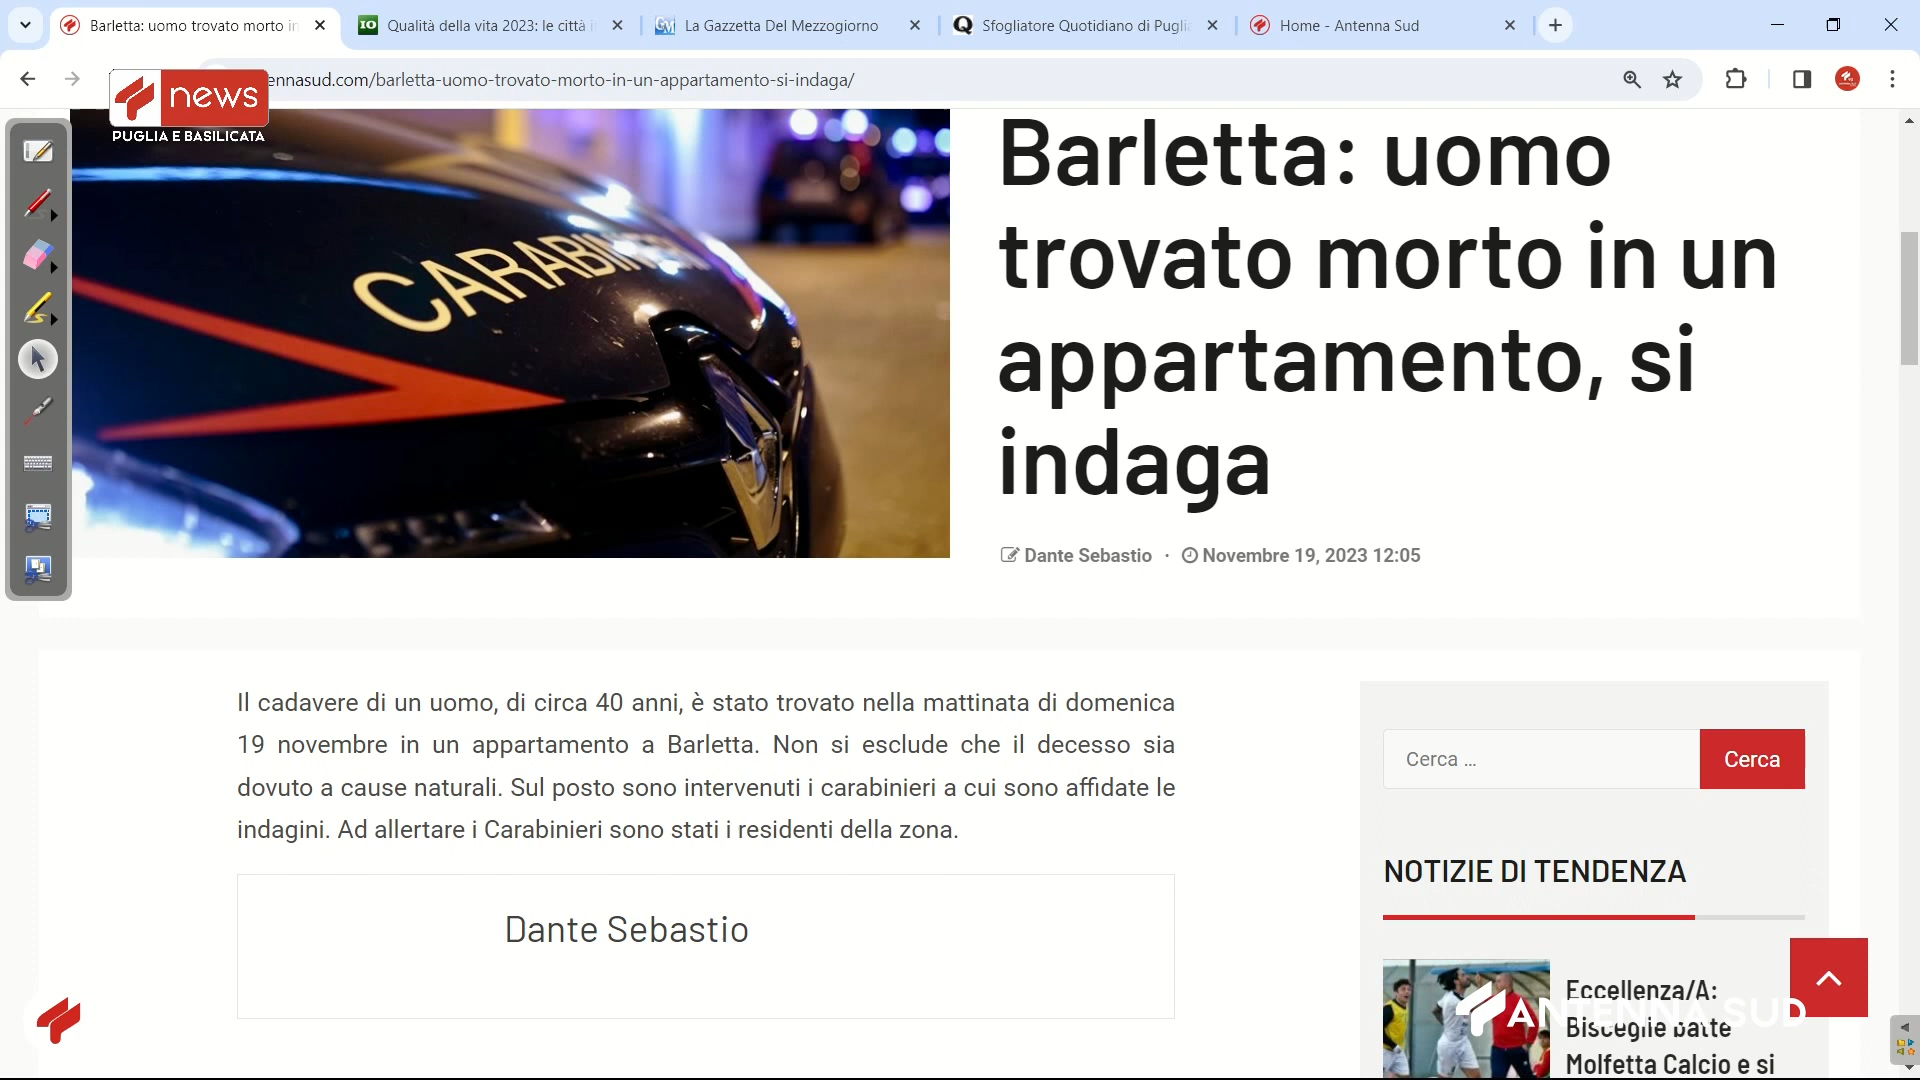 Barletta: uomo trovato morto in
Qualità della vita 2023: le città i
La Gazzetta Del Mezzogiorno
Sfogliatore Quotidiano di Puglia
Home - Antenna Sud
ennasud.com/barletta-uomo-trovato-morto-in-un-appartamento-si-indaga/
news
PUGLIA E BASILICATA
CARABINIERI
Barletta: uomo
trovato morto in un
appartamento, si
indaga
Dante Sebastio · Novembre 19, 2023 12:05
Il cadavere di un uomo, di circa 40 anni, è stato trovato nella mattinata di domenica
19 novembre in un appartamento a Barletta. Non si esclude che il decesso sia
dovuto a cause naturali. Sul posto sono intervenuti i carabinieri a cui sono affidate le
indagini. Ad allertare i Carabinieri sono stati i residenti della zona.
Dante Sebastio
Cerca …
Cerca
NOTIZIE DI TENDENZA
Eccellenza/A:
Bisceglie batte
Molfetta Calcio e si
ANTENNA SUD